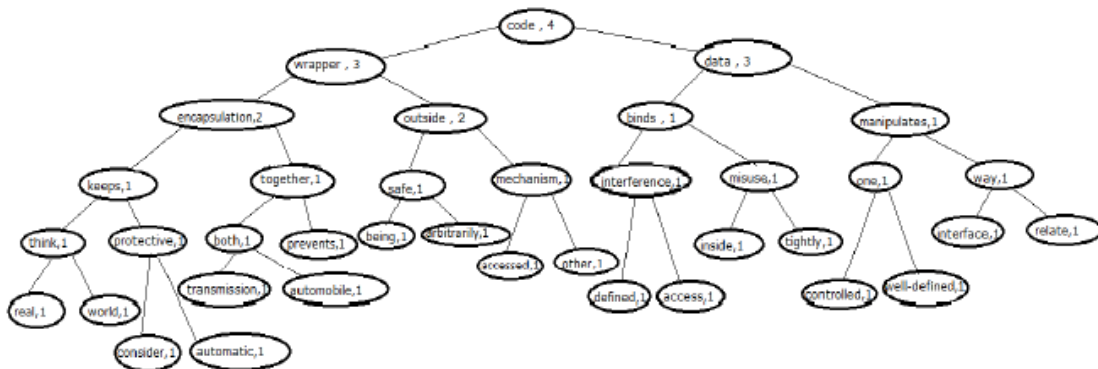 code , 4
wrapper , 3
data , 3
encapsulation,2
outside , 2
binds , 1
manipulates,1
keeps,1
together,1
safe,1
mechanism,1
interference,1
misuse,1
one,1
way,1
think,1
protective,1
both,1
prevents,1
being,1
arbitrarily,1
accessed,1
other,1
inside,1
tightly,1
interface,1
relate,1
real,1
world,1
transmission,1
automobile,1
defined,1
access,1
controlled,1
well-defined,1
consider,1
automatic,1